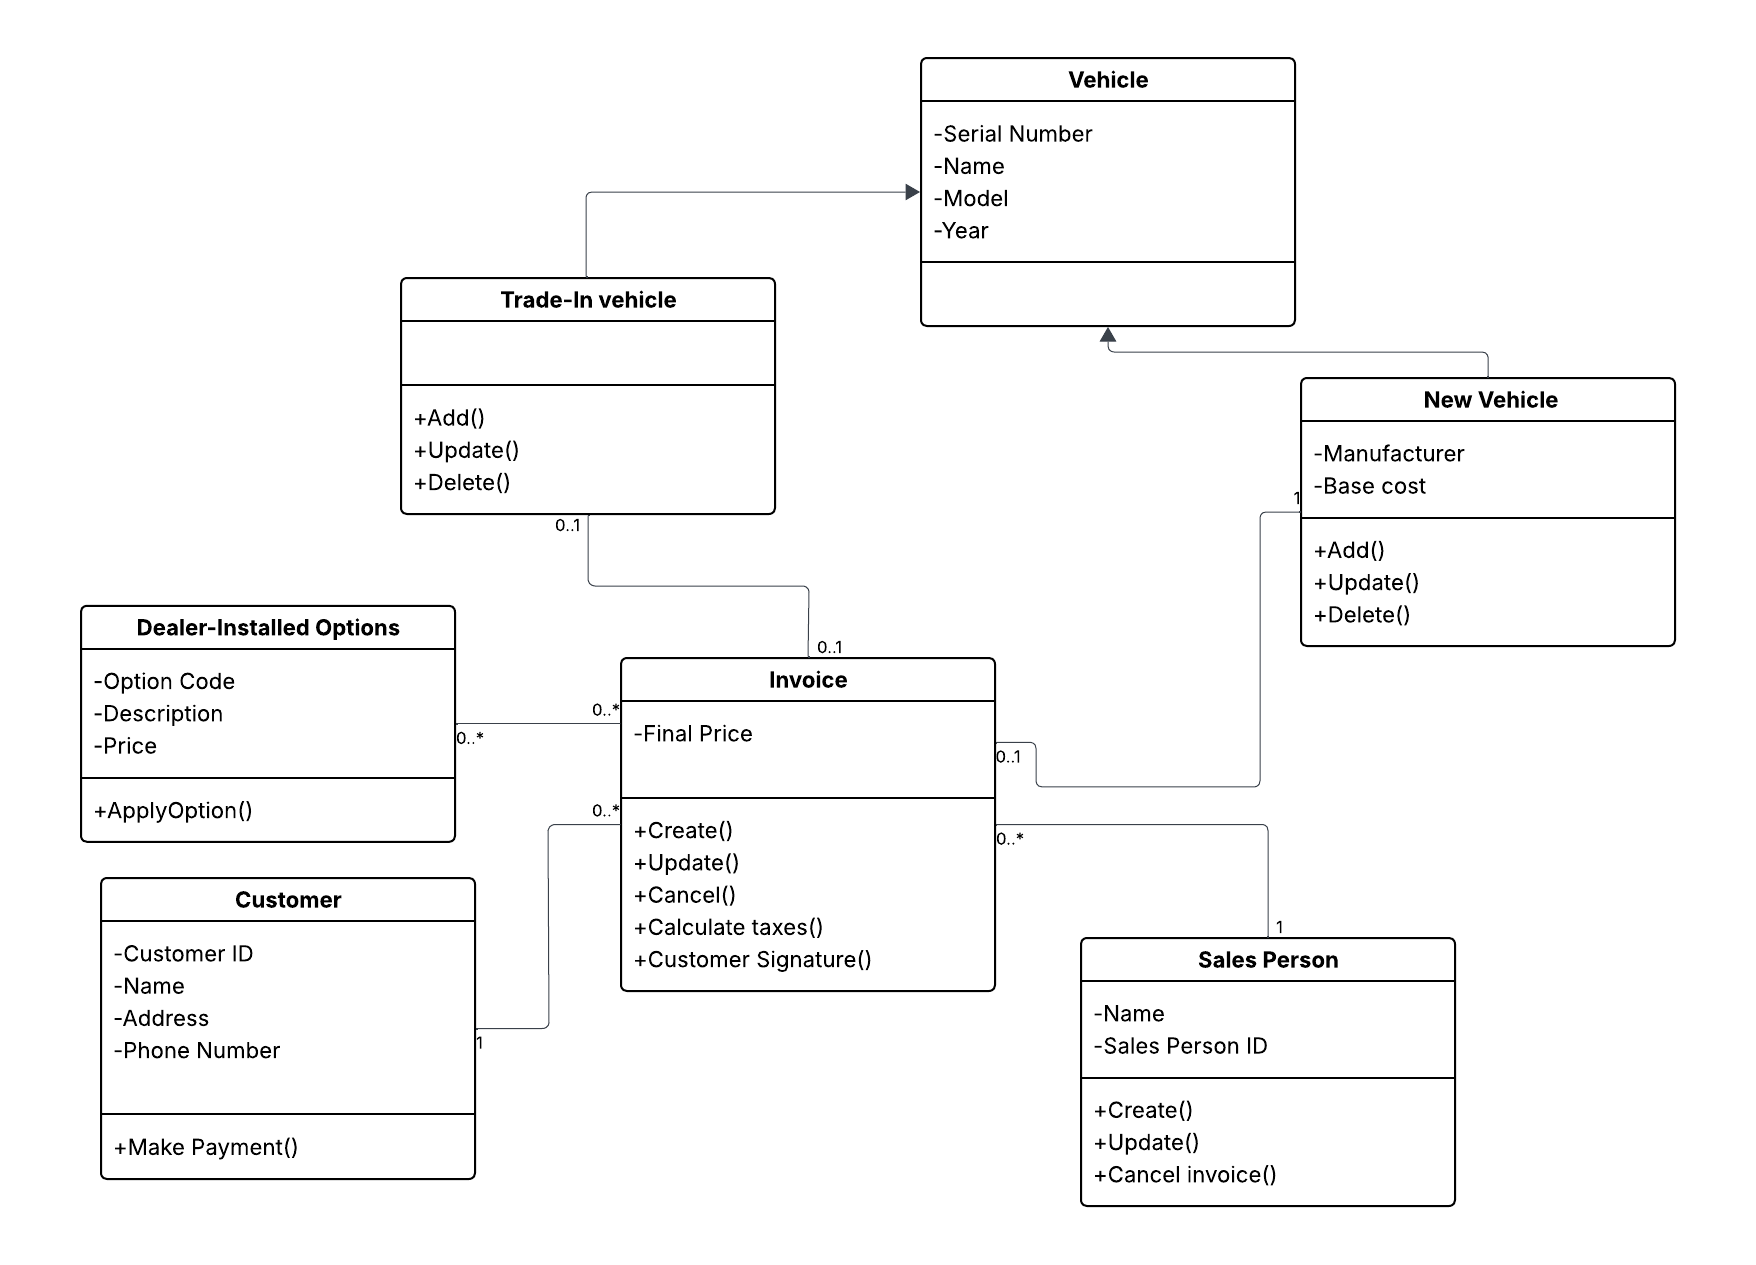 Vehicle
-Serial Number
-Name
-Model
-Year
Trade-In vehicle
+Add()
+Update()
+Delete()
0..1
0..1
New Vehicle
-Manufacturer
-Base cost
+Add()
+Update()
+Delete()
1
Dealer-Installed Options
-Option Code
-Description
-Price
+ApplyOption()
0..*
0..*
Invoice
-Final Price
+Create()
+Update()
+Cancel()
+Calculate taxes()
+Customer Signature()
0..1
0..*
0..*
Customer
-Customer ID
-Name
-Address
-Phone Number
+Make Payment()
1
1
Sales Person
-Name
-Sales Person ID
+Create()
+Update()
+Cancel invoice()